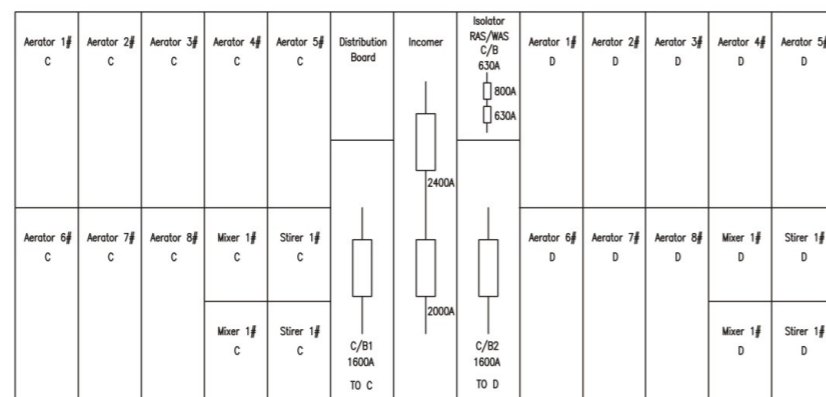 Aerator 1#
C
Aerator 2#
C
Aerator 3#
C
Aerator 4#
C
Aerator 5#
C
Distribution
Board
Incomer
Isolator
RAS/WAS
C/B
630A
800A
630A
Aerator 1#
D
Aerator 2#
D
Aerator 3#
D
Aerator 4#
D
Aerator 5#
D
2400A
Aerator 6#
C
Aerator 7#
C
Aerator 8#
C
Mixer 1#
C
Stirer 1#
C
Aerator 6#
D
Aerator 7#
D
Aerator 8#
D
Mixer 1#
D
Stirer 1#
D
2000A
Mixer 1#
C
Stirer 1#
C
C/B1
1600A
TO C
C/B2
1600A
TO D
Mixer 1#
D
Stirer 1#
D